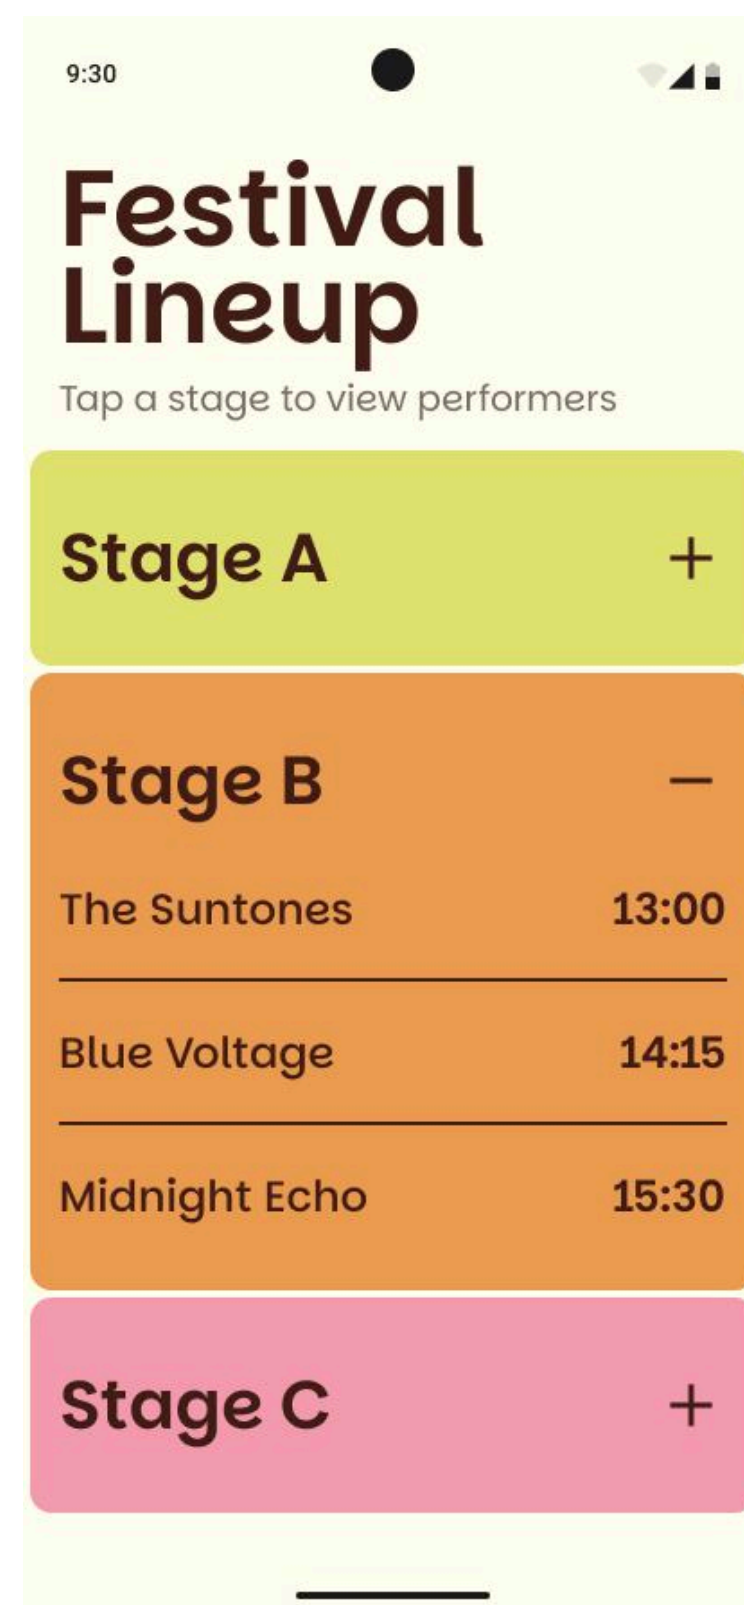 9:30
Festival
Lineup
Tap a stage to view performers
Stage A +
Stage B −
The Suntones 13:00
Blue Voltage 14:15
Midnight Echo 15:30
Stage C +